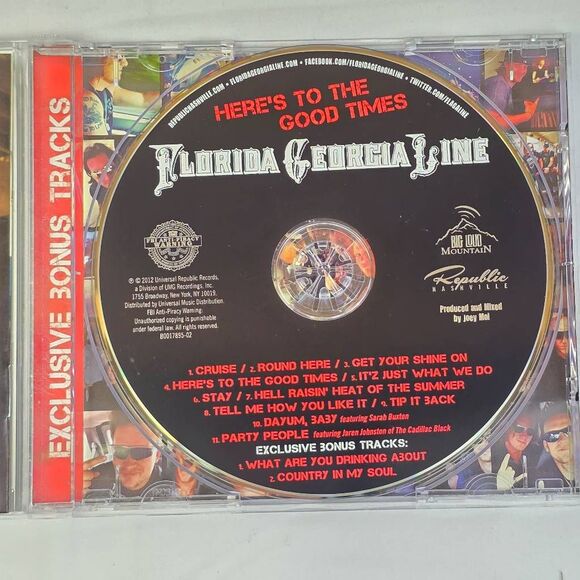 EXCLUSIVE BONUS TRACKS
REPUBLICNASHVILLE.COM • FLORIDAGEORGIALINE.COM • FACEBOOK.COM/FLORIDAGEORGIALINE • TWITTER.COM/FLAGALINE
HERE'S TO THE
GOOD TIMES
FLORIDA GEORGIA LINE
FBI ANTI-PIRACY
WARNING
BIG LOUD
MOUNTAIN
Republic
NASHVILLE
Produced and Mixed
by Joey Moi
℗ © 2012 Universal Republic Records,
a Division of UMG Recordings, Inc.
1755 Broadway, New York, NY 10019.
Distributed by Universal Music Distribution.
FBI Anti-Piracy Warning:
Unauthorized copying is punishable
under federal law. All rights reserved.
B0017895-02
1. CRUISE / 2. ROUND HERE / 3. GET YOUR SHINE ON
4. HERE'S TO THE GOOD TIMES / 5. IT'Z JUST WHAT WE DO
6. STAY / 7. HELL RAISIN' HEAT OF THE SUMMER
8. TELL ME HOW YOU LIKE IT / 9. TIP IT BACK
10. DAYUM, BABY featuring Sarah Buxton
11. PARTY PEOPLE featuring Jaren Johnston of The Cadillac Black
EXCLUSIVE BONUS TRACKS:
1. WHAT ARE YOU DRINKING ABOUT
2. COUNTRY IN MY SOUL